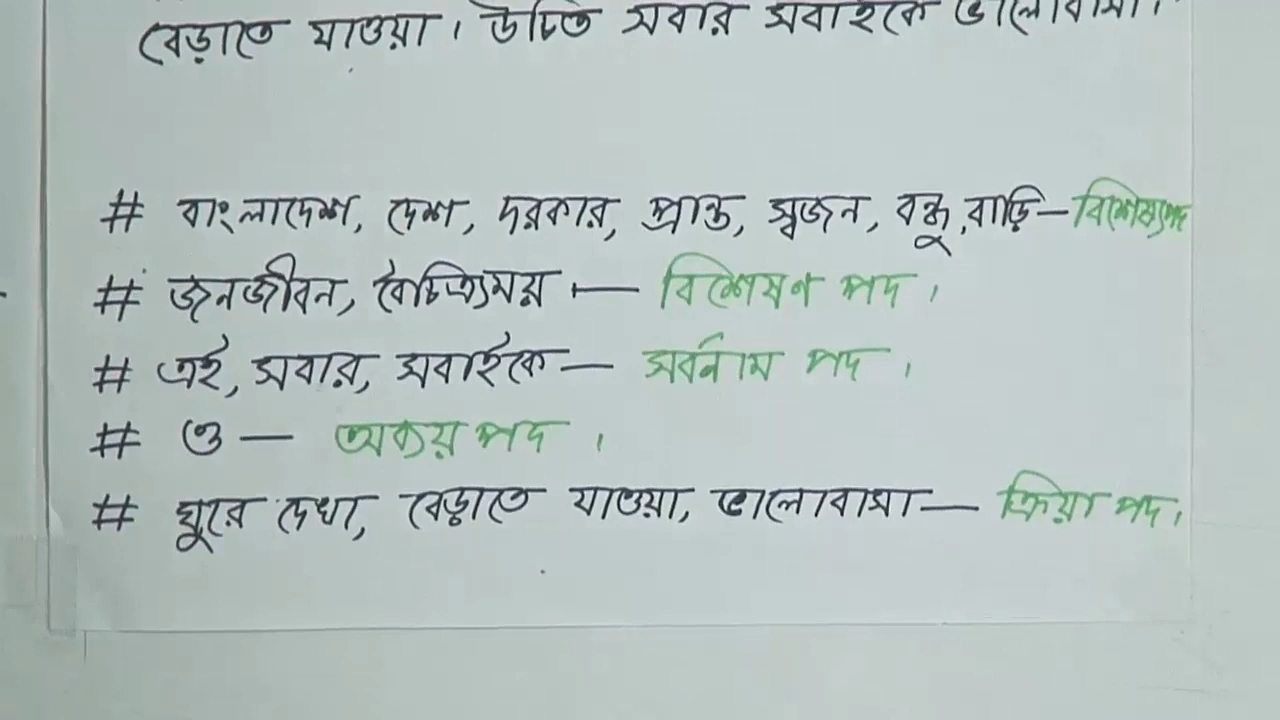 বেড়াতে যাওয়া। উচিত সবার সবাইকে ভালোবাসা।
# বাংলাদেশ, দেশ, দরকার, প্রান্ত, স্বজন, বন্ধু, বাড়ি — বিশেষ্যপদ
# জনজীবন, বৈচিত্র্যময় — বিশেষণ পদ।
# এই, সবার, সবাইকে — সর্বনাম পদ।
# ও — অব্যয় পদ।
# ঘুরে দেখা, বেড়াতে যাওয়া, ভালোবাসা — ক্রিয়া পদ।